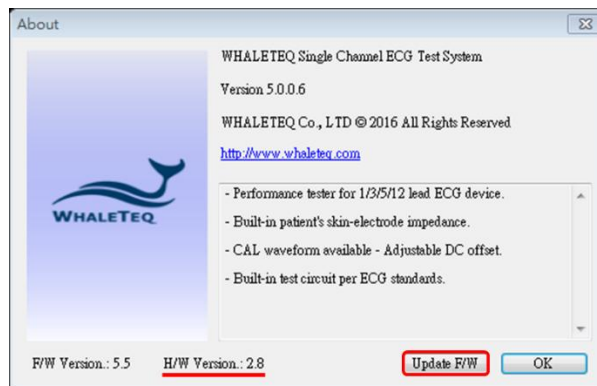 About
WHALETEQ Single Channel ECG Test System
Version 5.0.0.6
WHALETEQ Co., LTD © 2016 All Rights Reserved
http://www.whaleteq.com
- Performance tester for 1/3/5/12 lead ECG device.
- Built-in patient's skin-electrode impedance.
- CAL waveform available - Adjustable DC offset.
- Built-in test circuit per ECG standards.
WHALETEQ
F/W Version.: 5.5
H/W Version.: 2.8
Update F/W
OK